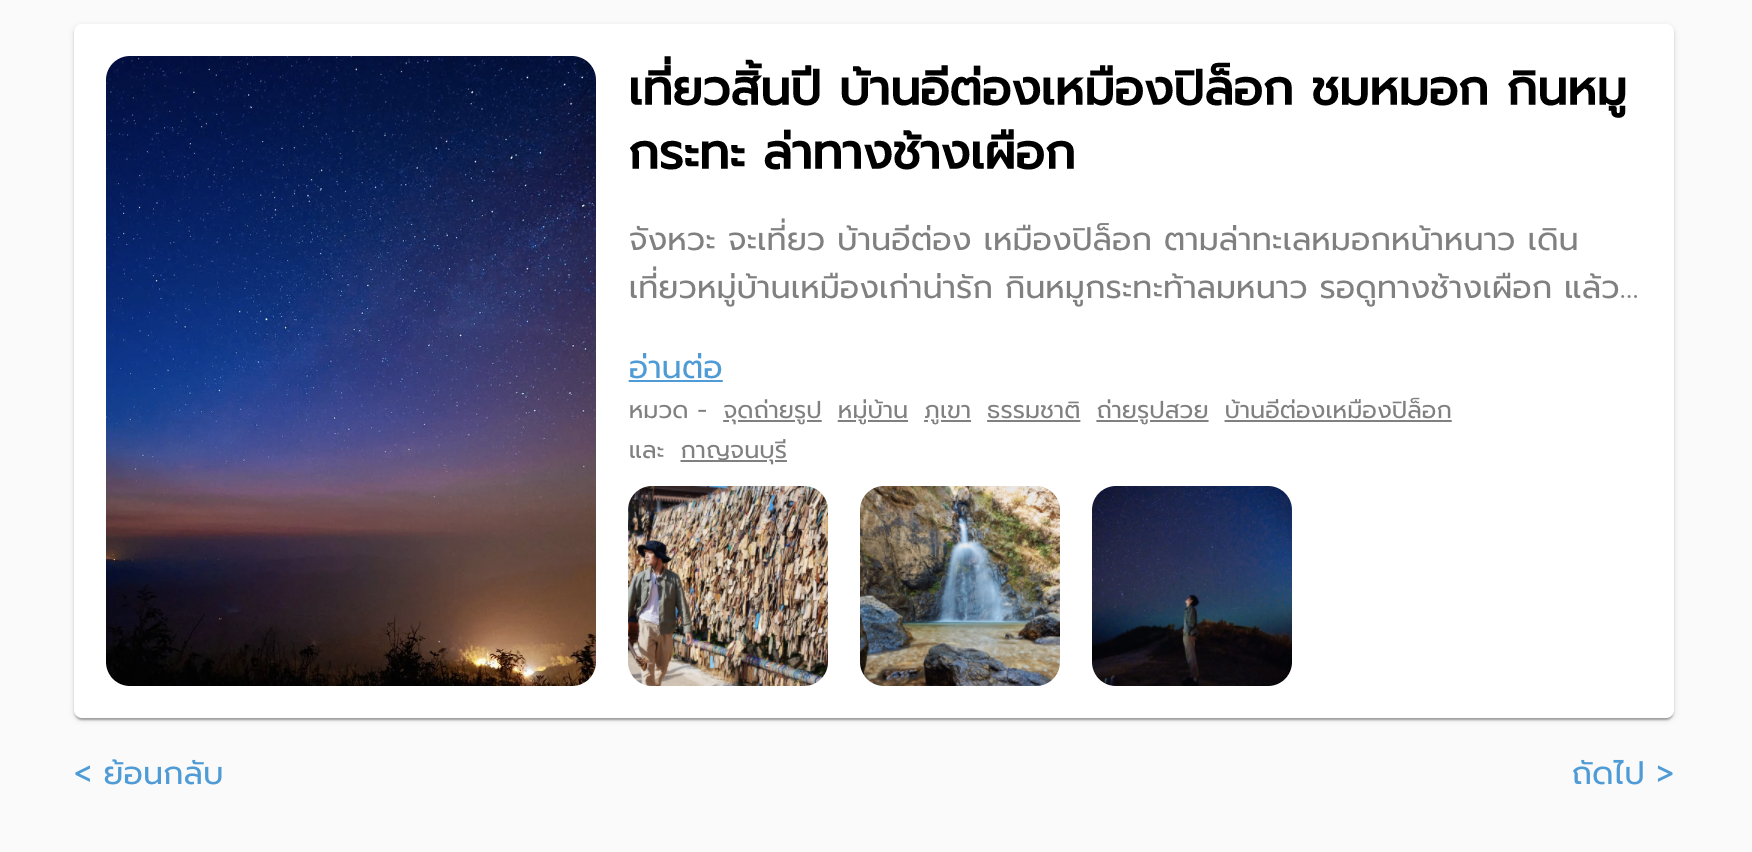 เที่ยวสิ้นปี บ้านอีต่องเหมืองปิล็อก ชมหมอก กินหมู
กระทะ ล่าทางช้างเผือก
จังหวะ จะเที่ยว บ้านอีต่อง เหมืองปิล็อก ตามล่าทะเลหมอกหน้าหนาว เดิน
เที่ยวหมู่บ้านเหมืองเก่าน่ารัก กินหมูกระทะท้าลมหนาว รอดูทางช้างเผือก แล้ว...
อ่านต่อ
หมวด - จุดถ่ายรูป หมู่บ้าน ภูเขา ธรรมชาติ ถ่ายรูปสวย บ้านอีต่องเหมืองปิล็อก
และ กาญจนบุรี
< ย้อนกลับ
ถัดไป >